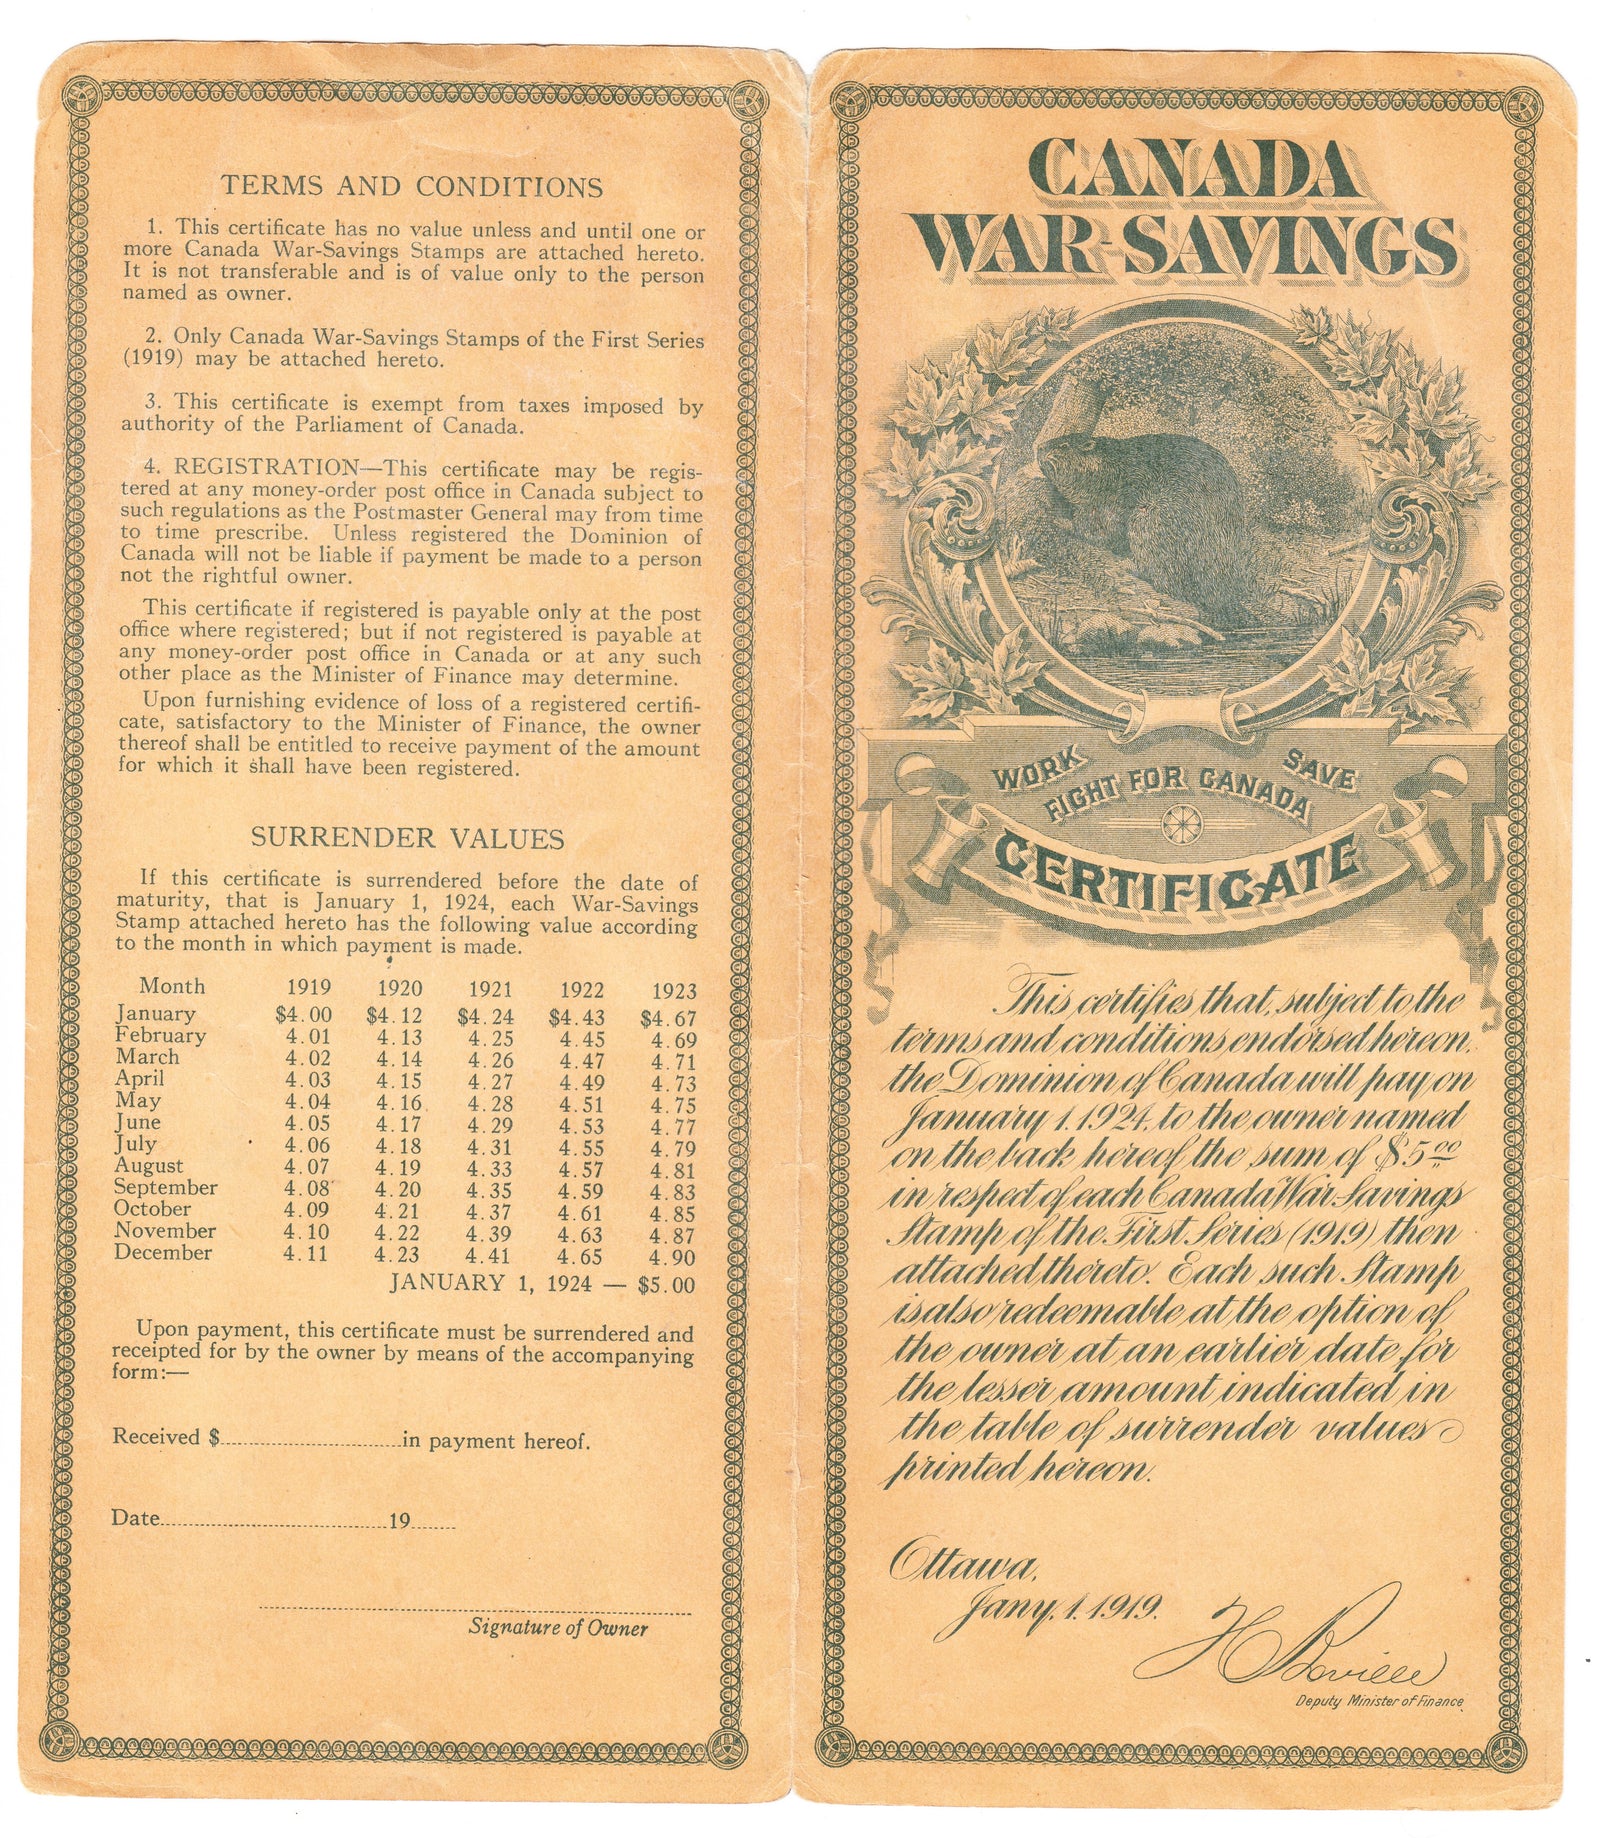 TERMS AND CONDITIONS
1. This certificate has no value unless and until one or
more Canada War-Savings Stamps are attached hereto.
It is not transferable and is of value only to the person
named as owner.
2. Only Canada War-Savings Stamps of the First Series
(1919) may be attached hereto.
3. This certificate is exempt from taxes imposed by
authority of the Parliament of Canada.
4. REGISTRATION—This certificate may be regis-
tered at any money-order post office in Canada subject to
such regulations as the Postmaster General may from time
to time prescribe. Unless registered the Dominion of
Canada will not be liable if payment be made to a person
not the rightful owner.
This certificate if registered is payable only at the post
office where registered; but if not registered is payable at
any money-order post office in Canada or at any such
other place as the Minister of Finance may determine.
Upon furnishing evidence of loss of a registered certifi-
cate, satisfactory to the Minister of Finance, the owner
thereof shall be entitled to receive payment of the amount
for which it shall have been registered.
SURRENDER VALUES
If this certificate is surrendered before the date of
maturity, that is January 1, 1924, each War-Savings
Stamp attached hereto has the following value according
to the month in which payment is made.
Month 1919 1920 1921 1922 1923
January $4.00 $4.12 $4.24 $4.43 $4.67
February 4.01 4.13 4.25 4.45 4.69
March 4.02 4.14 4.26 4.47 4.71
April 4.03 4.15 4.27 4.49 4.73
May 4.04 4.16 4.28 4.51 4.75
June 4.05 4.17 4.29 4.53 4.77
July 4.06 4.18 4.31 4.55 4.79
August 4.07 4.19 4.33 4.57 4.81
September 4.08 4.20 4.35 4.59 4.83
October 4.09 4.21 4.37 4.61 4.85
November 4.10 4.22 4.39 4.63 4.87
December 4.11 4.23 4.41 4.65 4.90
JANUARY 1, 1924 — $5.00
Upon payment, this certificate must be surrendered and
receipted for by the owner by means of the accompanying
form:—
Received $ in payment hereof.
Date 19
Signature of Owner
CANADA
WAR-SAVINGS
WORK SAVE
FIGHT FOR CANADA
CERTIFICATE
This certifies that, subject to the
terms and conditions endorsed hereon,
the Dominion of Canada will pay on
January 1. 1924, to the owner named
on the back hereof the sum of $5.00
in respect of each Canada War Savings
Stamp of the First Series (1919) then
attached thereto. Each such Stamp
is also redeemable at the option of
the owner at an earlier date for
the lesser amount indicated in
the table of surrender values
printed hereon.
Ottawa,
Jany. 1. 1919.
Deputy Minister of Finance